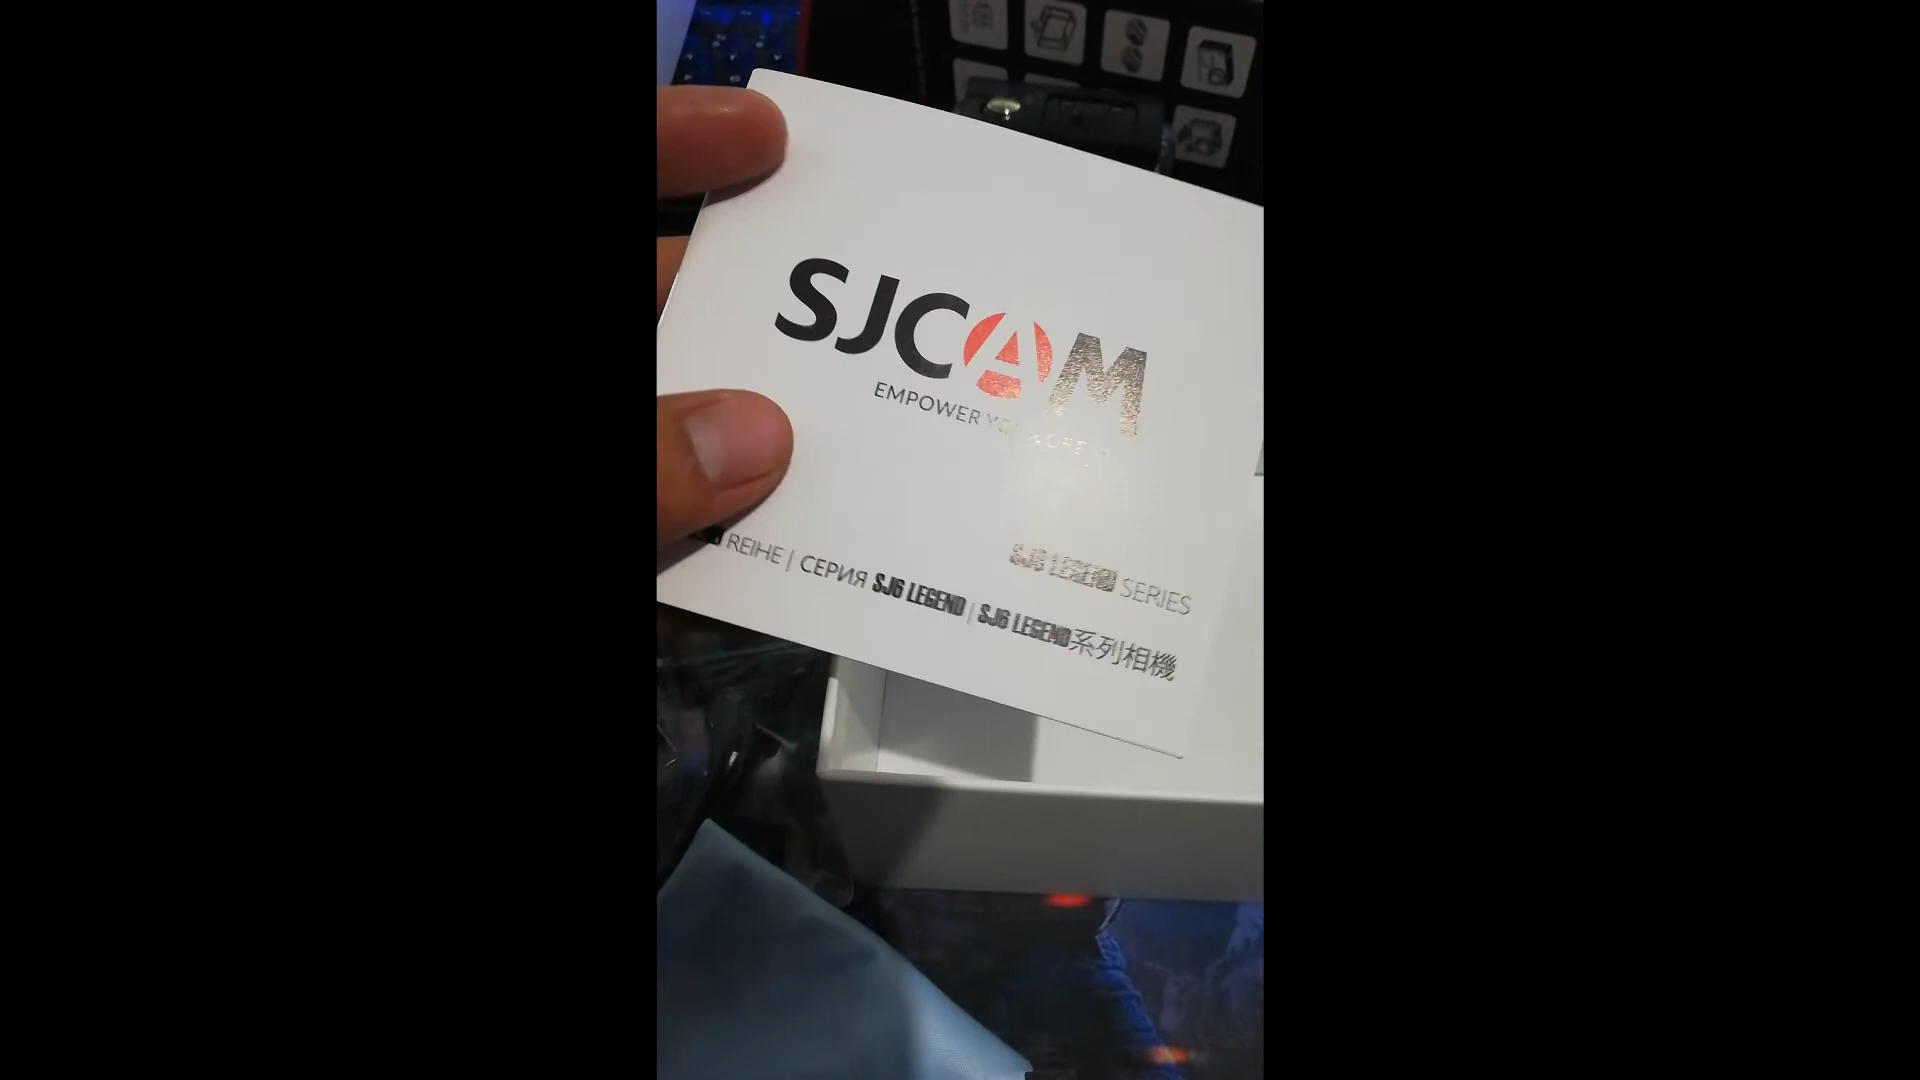 SJCAM
EMPOWER
SJ6 LEGEND SERIES
REIHE | СЕРИЯ SJ6 LEGEND | SJ6 LEGEND系列相機